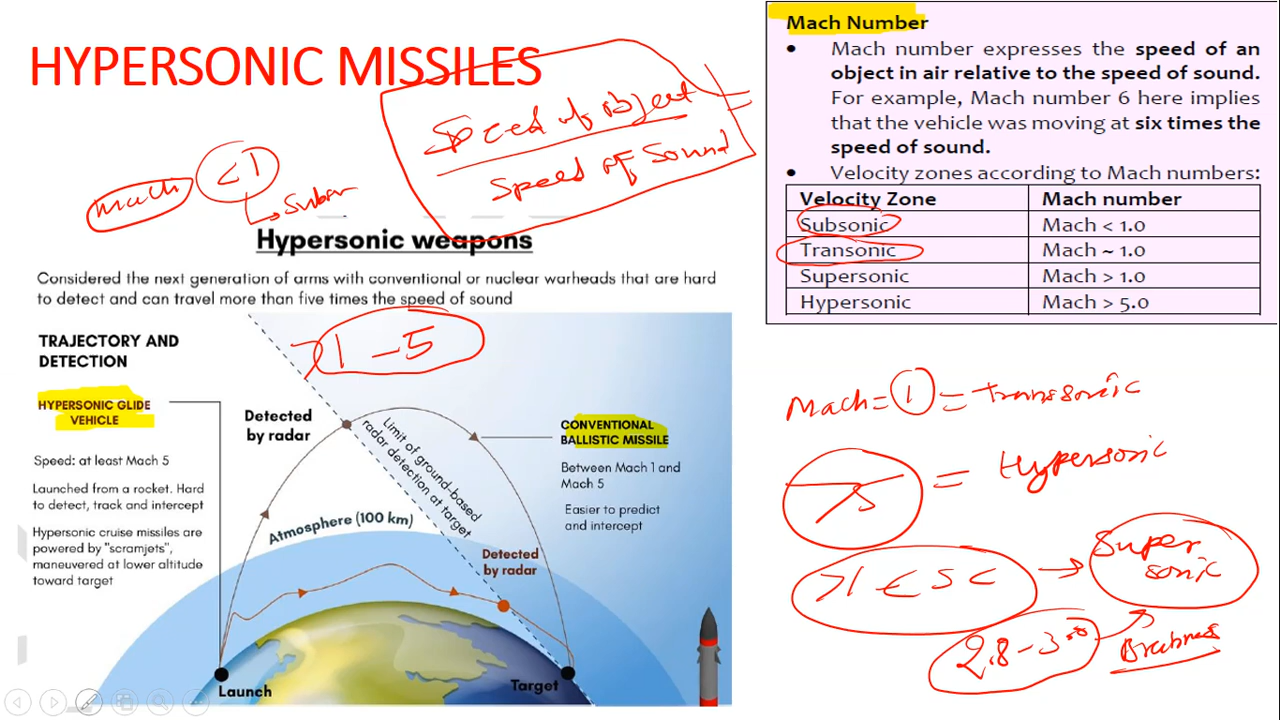 HYPERSONIC MISSILES
Speed of object
Speed of Sound
=
Mach <1
Mach Number
• Mach number expresses the speed of an
object in air relative to the speed of sound.
For example, Mach number 6 here implies
that the vehicle was moving at six times the
speed of sound.
• Velocity zones according to Mach numbers:
Velocity Zone Mach number
Subsonic Mach < 1.0
Transonic Mach ~ 1.0
Supersonic Mach > 1.0
Hypersonic Mach > 5.0
Hypersonic weapons
Considered the next generation of arms with conventional or nuclear warheads that are hard
to detect and can travel more than five times the speed of sound
>1 – 5
TRAJECTORY AND
DETECTION
HYPERSONIC GLIDE
VEHICLE
Speed: at least Mach 5
Launched from a rocket. Hard
to detect, track and intercept
Hypersonic cruise missiles are
powered by "scramjets",
maneuvered at lower altitude
toward target
Detected
by radar
Limit of ground-based
radar detection at target
CONVENTIONAL
BALLISTIC MISSILE
Between Mach 1 and
Mach 5
Easier to predict
and intercept
Atmosphere (100 km)
Detected
by radar
Launch
Target
Mach = 1 = Transonic
= Hypersonic
Super
sonic